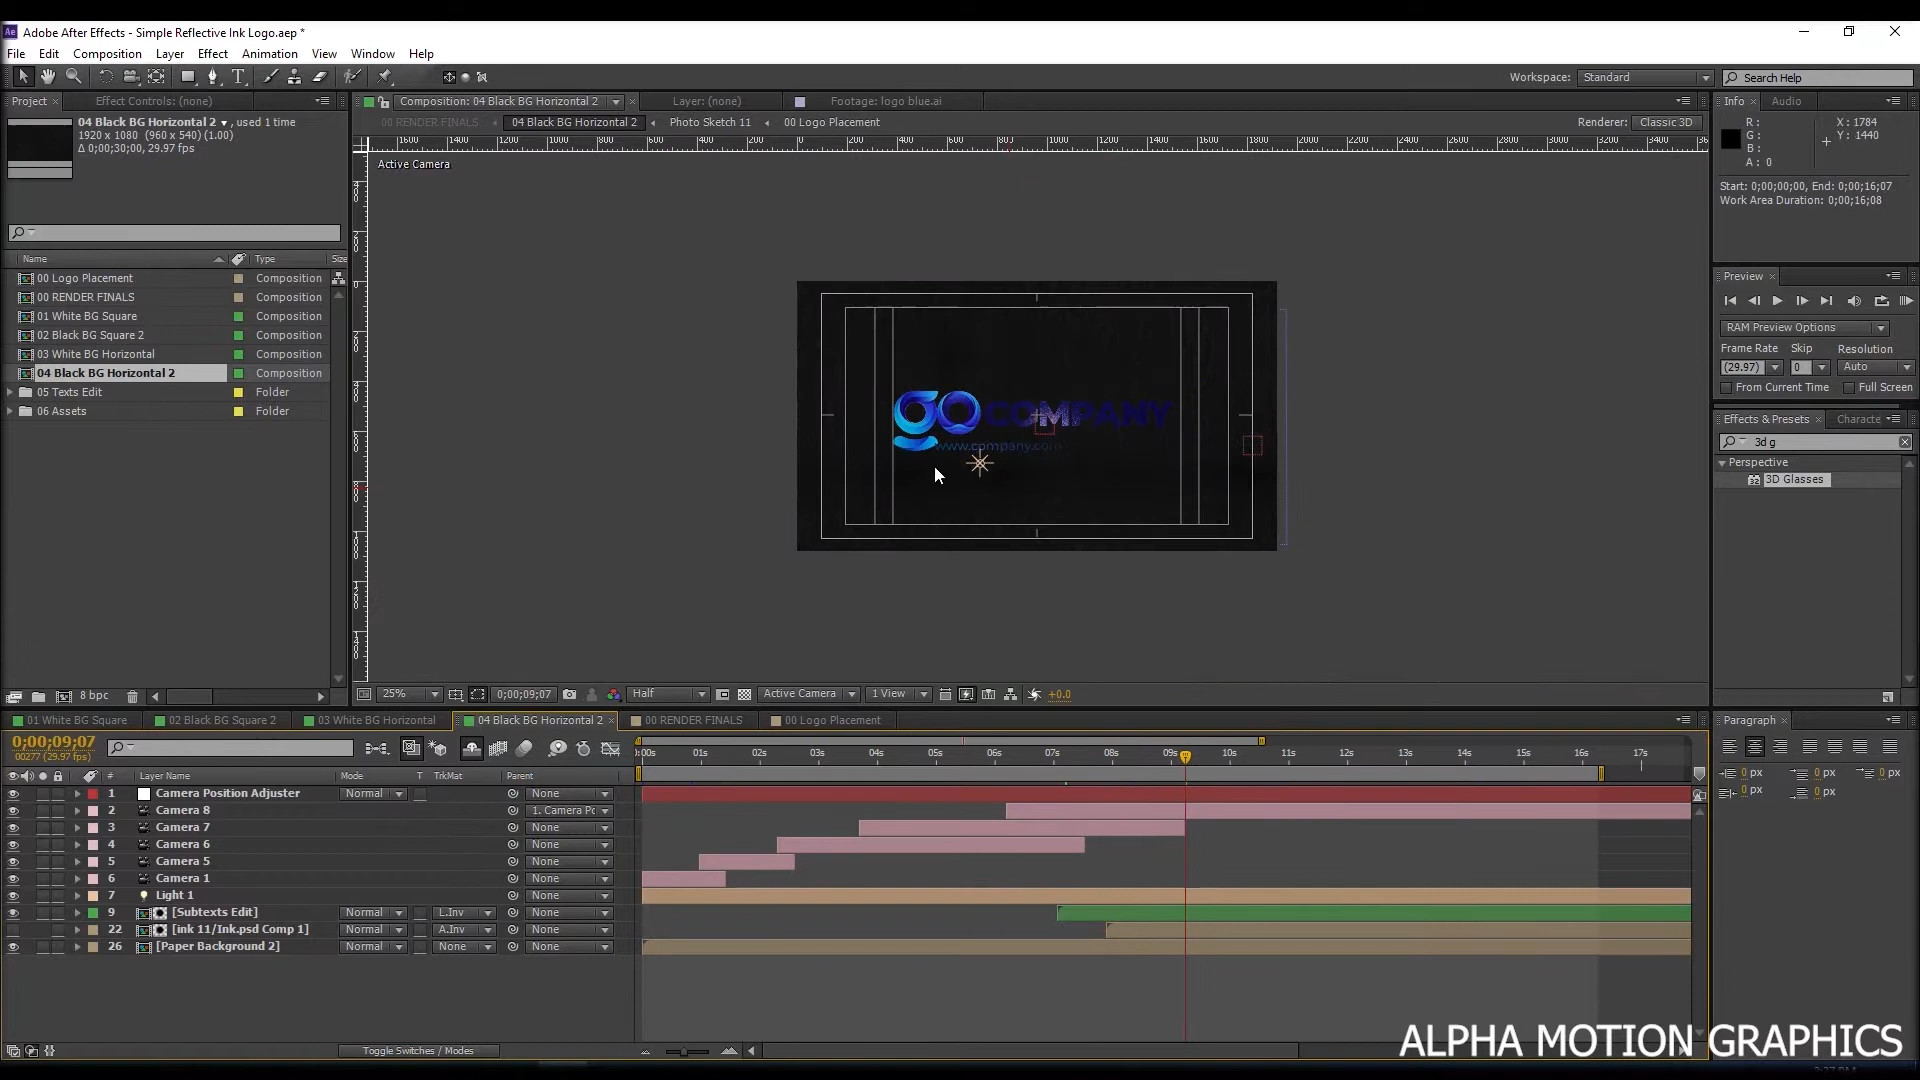 Adobe After Effects - Simple Reflective Ink Logo.aep *
File Edit Composition Layer Effect Animation View Window Help
Workspace: Standard Search Help
Project Effect Controls: (none)
04 Black BG Horizontal 2 , used 1 time
1920 x 1080 (960 x 540) (1.00)
Δ 0;00;30;00, 29.97 fps
Name Type Size
00 Logo Placement Composition
00 RENDER FINALS Composition
01 White BG Square Composition
02 Black BG Square 2 Composition
03 White BG Horizontal Composition
04 Black BG Horizontal 2 Composition
05 Texts Edit Folder
06 Assets Folder
8 bpc
Composition: 04 Black BG Horizontal 2 Layer: (none) Footage: logo blue.ai
00 RENDER FINALS 04 Black BG Horizontal 2 Photo Sketch 11 00 Logo Placement Renderer: Classic 3D
Active Camera
go COMPANY
www.company.com
25% 0;00;09;07 Half Active Camera 1 View +0.0
Info Audio
R : X : 1784
G : Y : 1440
B :
A : 0
Start: 0;00;00;00, End: 0;00;16;07
Work Area Duration: 0;00;16;08
Preview
RAM Preview Options
Frame Rate Skip Resolution
(29.97) 0 Auto
From Current Time Full Screen
Effects & Presets Characte
3d g
Perspective
32 3D Glasses
01 White BG Square 02 Black BG Square 2 03 White BG Horizontal 04 Black BG Horizontal 2 00 RENDER FINALS 00 Logo Placement
0;00;09;07
00277 (29.97 fps)
01s 02s 03s 04s 05s 06s 07s 08s 09s 10s 11s 12s 13s 14s 15s 16s 17s
# Layer Name Mode T TrkMat Parent
1 Camera Position Adjuster Normal None
2 Camera 8 1. Camera Pc
3 Camera 7 None
4 Camera 6 None
5 Camera 5 None
6 Camera 1 None
7 Light 1 None
9 [Subtexts Edit] Normal L.Inv None
22 [ink 11/Ink.psd Comp 1] Normal A.Inv None
26 [Paper Background 2] Normal None None
Toggle Switches / Modes
Paragraph
0 px 0 px 0 px
0 px 0 px
ALPHA MOTION GRAPHICS